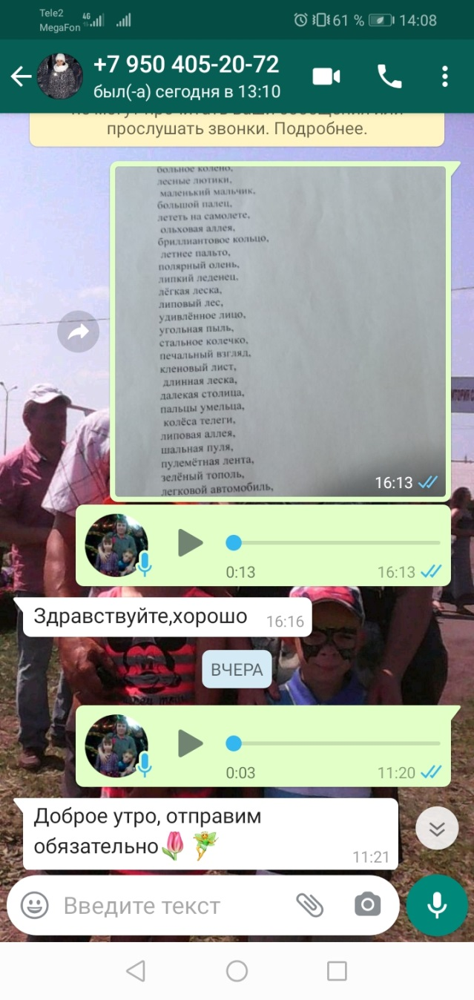 Tele2
MegaFon
4G
61 %
14:08
+7 950 405-20-72
был(-а) сегодня в 13:10
прослушать звонки. Подробнее.
больное колено,
лесные лютики,
маленький мальчик,
большой палец,
лететь на самолете,
ольховая аллея,
бриллиантовое кольцо,
летнее пальто,
полярный олень,
липкий леденец,
лёгкая леска,
липовый лес,
удивлённое лицо,
угольная пыль,
стальное колечко,
печальный взгляд,
кленовый лист,
длинная леска,
далекая столица,
пальцы умельца,
колёса телеги,
липовая аллея,
шальная пуля,
пулемётная лента,
зелёный тополь,
легковой автомобиль,
16:13
0:13
16:13
Здравствуйте,хорошо
16:16
ВЧЕРА
0:03
11:20
Доброе утро, отправим
обязательно
11:21
Введите текст